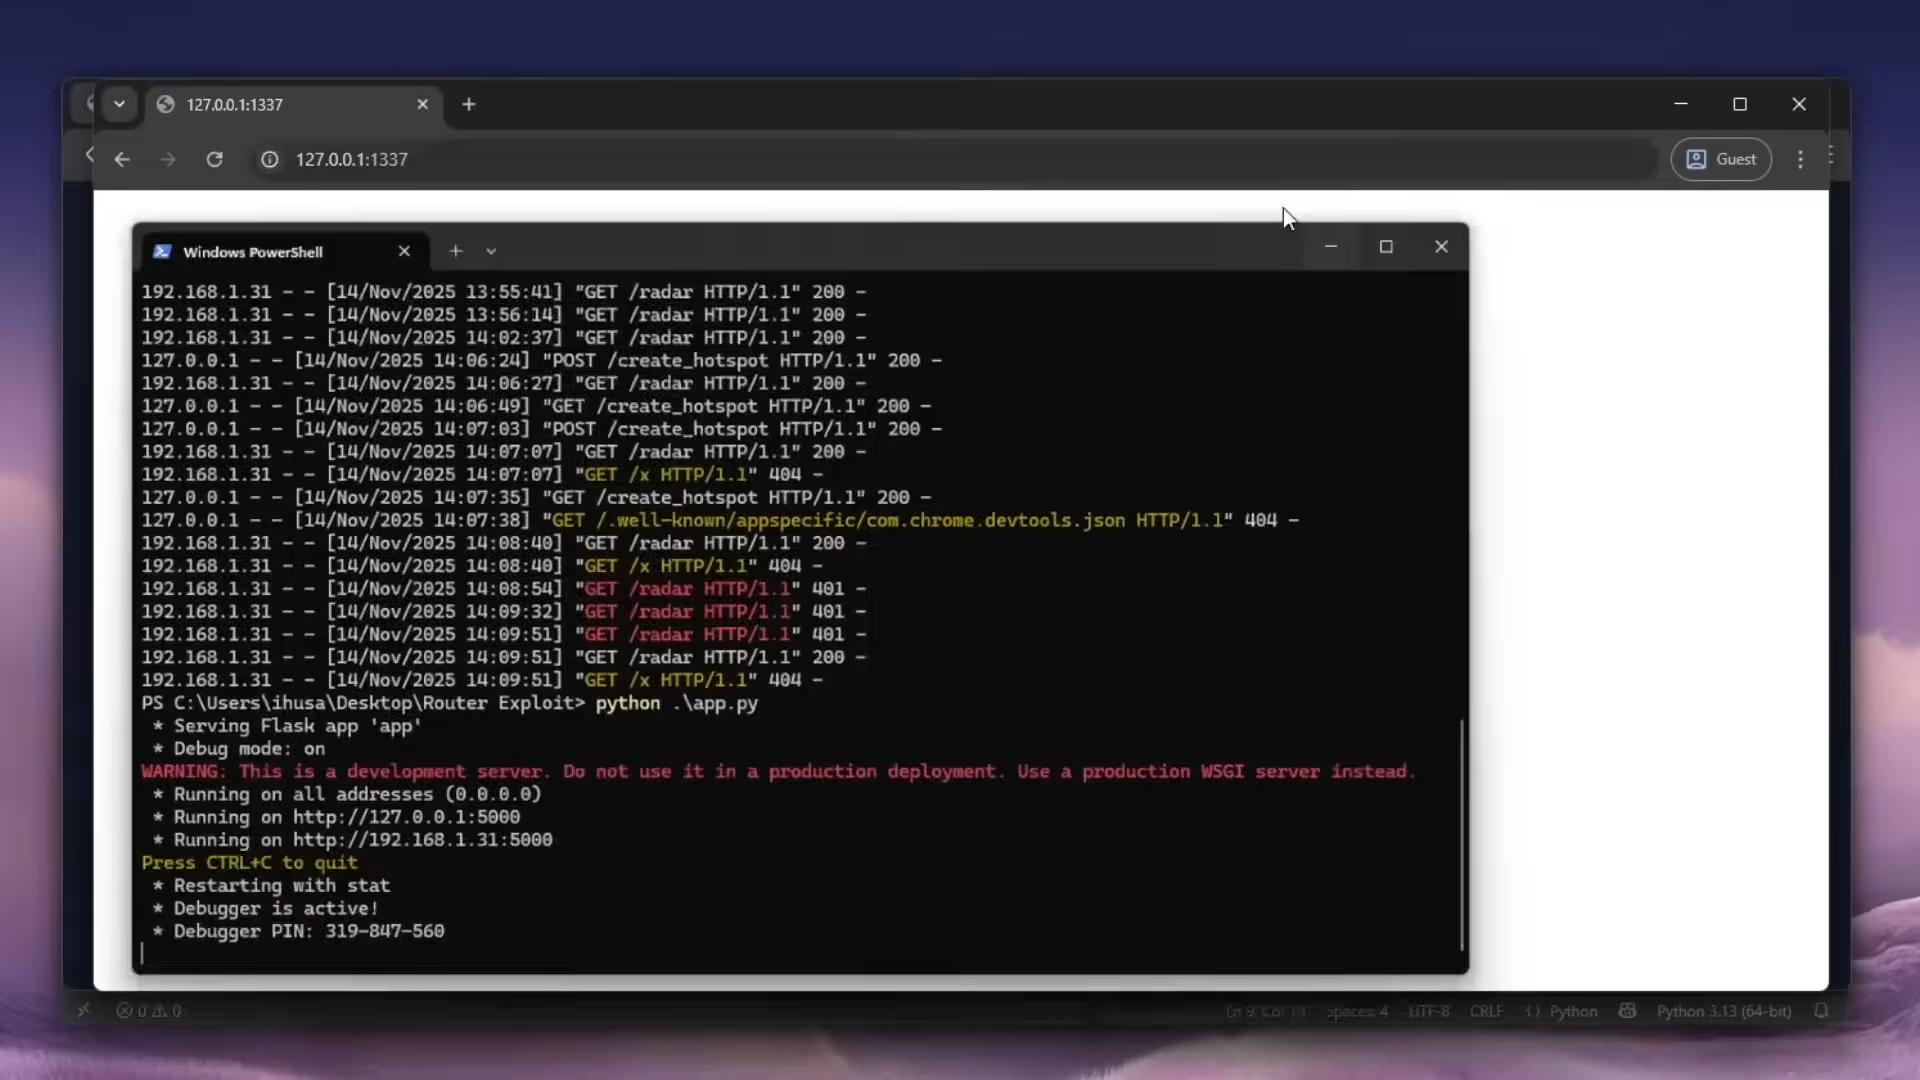 127.0.0.1:1337
127.0.0.1:1337
Guest
Windows PowerShell
192.168.1.31 - - [14/Nov/2025 13:55:41] "GET /radar HTTP/1.1" 200 -
192.168.1.31 - - [14/Nov/2025 13:56:14] "GET /radar HTTP/1.1" 200 -
192.168.1.31 - - [14/Nov/2025 14:02:37] "GET /radar HTTP/1.1" 200 -
127.0.0.1 - - [14/Nov/2025 14:06:24] "POST /create_hotspot HTTP/1.1" 200 -
192.168.1.31 - - [14/Nov/2025 14:06:27] "GET /radar HTTP/1.1" 200 -
127.0.0.1 - - [14/Nov/2025 14:06:49] "GET /create_hotspot HTTP/1.1" 200 -
127.0.0.1 - - [14/Nov/2025 14:07:03] "POST /create_hotspot HTTP/1.1" 200 -
192.168.1.31 - - [14/Nov/2025 14:07:07] "GET /radar HTTP/1.1" 200 -
192.168.1.31 - - [14/Nov/2025 14:07:07] "GET /x HTTP/1.1" 404 -
127.0.0.1 - - [14/Nov/2025 14:07:35] "GET /create_hotspot HTTP/1.1" 200 -
127.0.0.1 - - [14/Nov/2025 14:07:38] "GET /.well-known/appspecific/com.chrome.devtools.json HTTP/1.1" 404 -
192.168.1.31 - - [14/Nov/2025 14:08:40] "GET /radar HTTP/1.1" 200 -
192.168.1.31 - - [14/Nov/2025 14:08:40] "GET /x HTTP/1.1" 404 -
192.168.1.31 - - [14/Nov/2025 14:08:54] "GET /radar HTTP/1.1" 401 -
192.168.1.31 - - [14/Nov/2025 14:09:32] "GET /radar HTTP/1.1" 401 -
192.168.1.31 - - [14/Nov/2025 14:09:51] "GET /radar HTTP/1.1" 401 -
192.168.1.31 - - [14/Nov/2025 14:09:51] "GET /radar HTTP/1.1" 200 -
192.168.1.31 - - [14/Nov/2025 14:09:51] "GET /x HTTP/1.1" 404 -
PS C:\Users\ihusa\Desktop\Router Exploit> python .\app.py
 * Serving Flask app 'app'
 * Debug mode: on
WARNING: This is a development server. Do not use it in a production deployment. Use a production WSGI server instead.
 * Running on all addresses (0.0.0.0)
 * Running on http://127.0.0.1:5000
 * Running on http://192.168.1.31:5000
Press CTRL+C to quit
 * Restarting with stat
 * Debugger is active!
 * Debugger PIN: 319-847-560
0 0 Spaces: 4 UTF-8 CRLF Python Python 3.13 (64-bit)